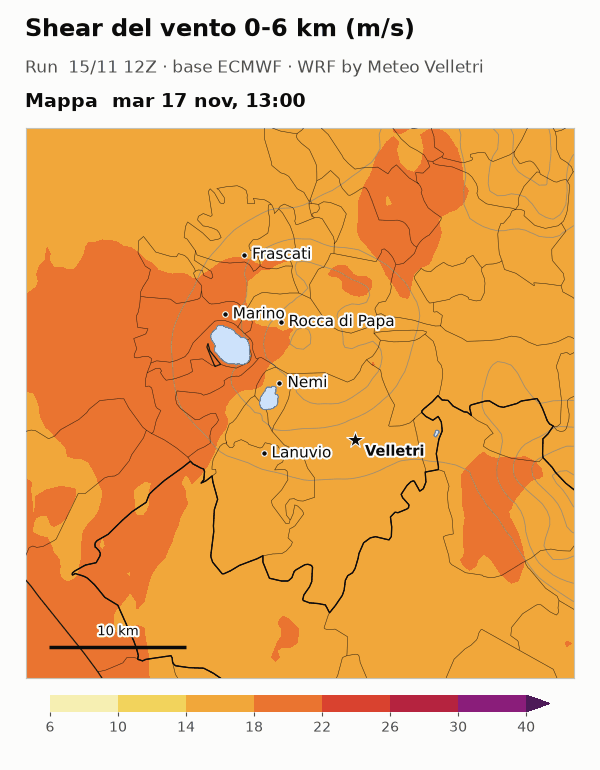 Shear del vento 0-6 km (m/s)
Run  15/11 12Z · base ECMWF · WRF by Meteo Velletri
Mappa  mar 17 nov, 13:00
Frascati
Marino
Rocca di Papa
Nemi
Velletri
Lanuvio
10 km
6 10 14 18 22 26 30 40